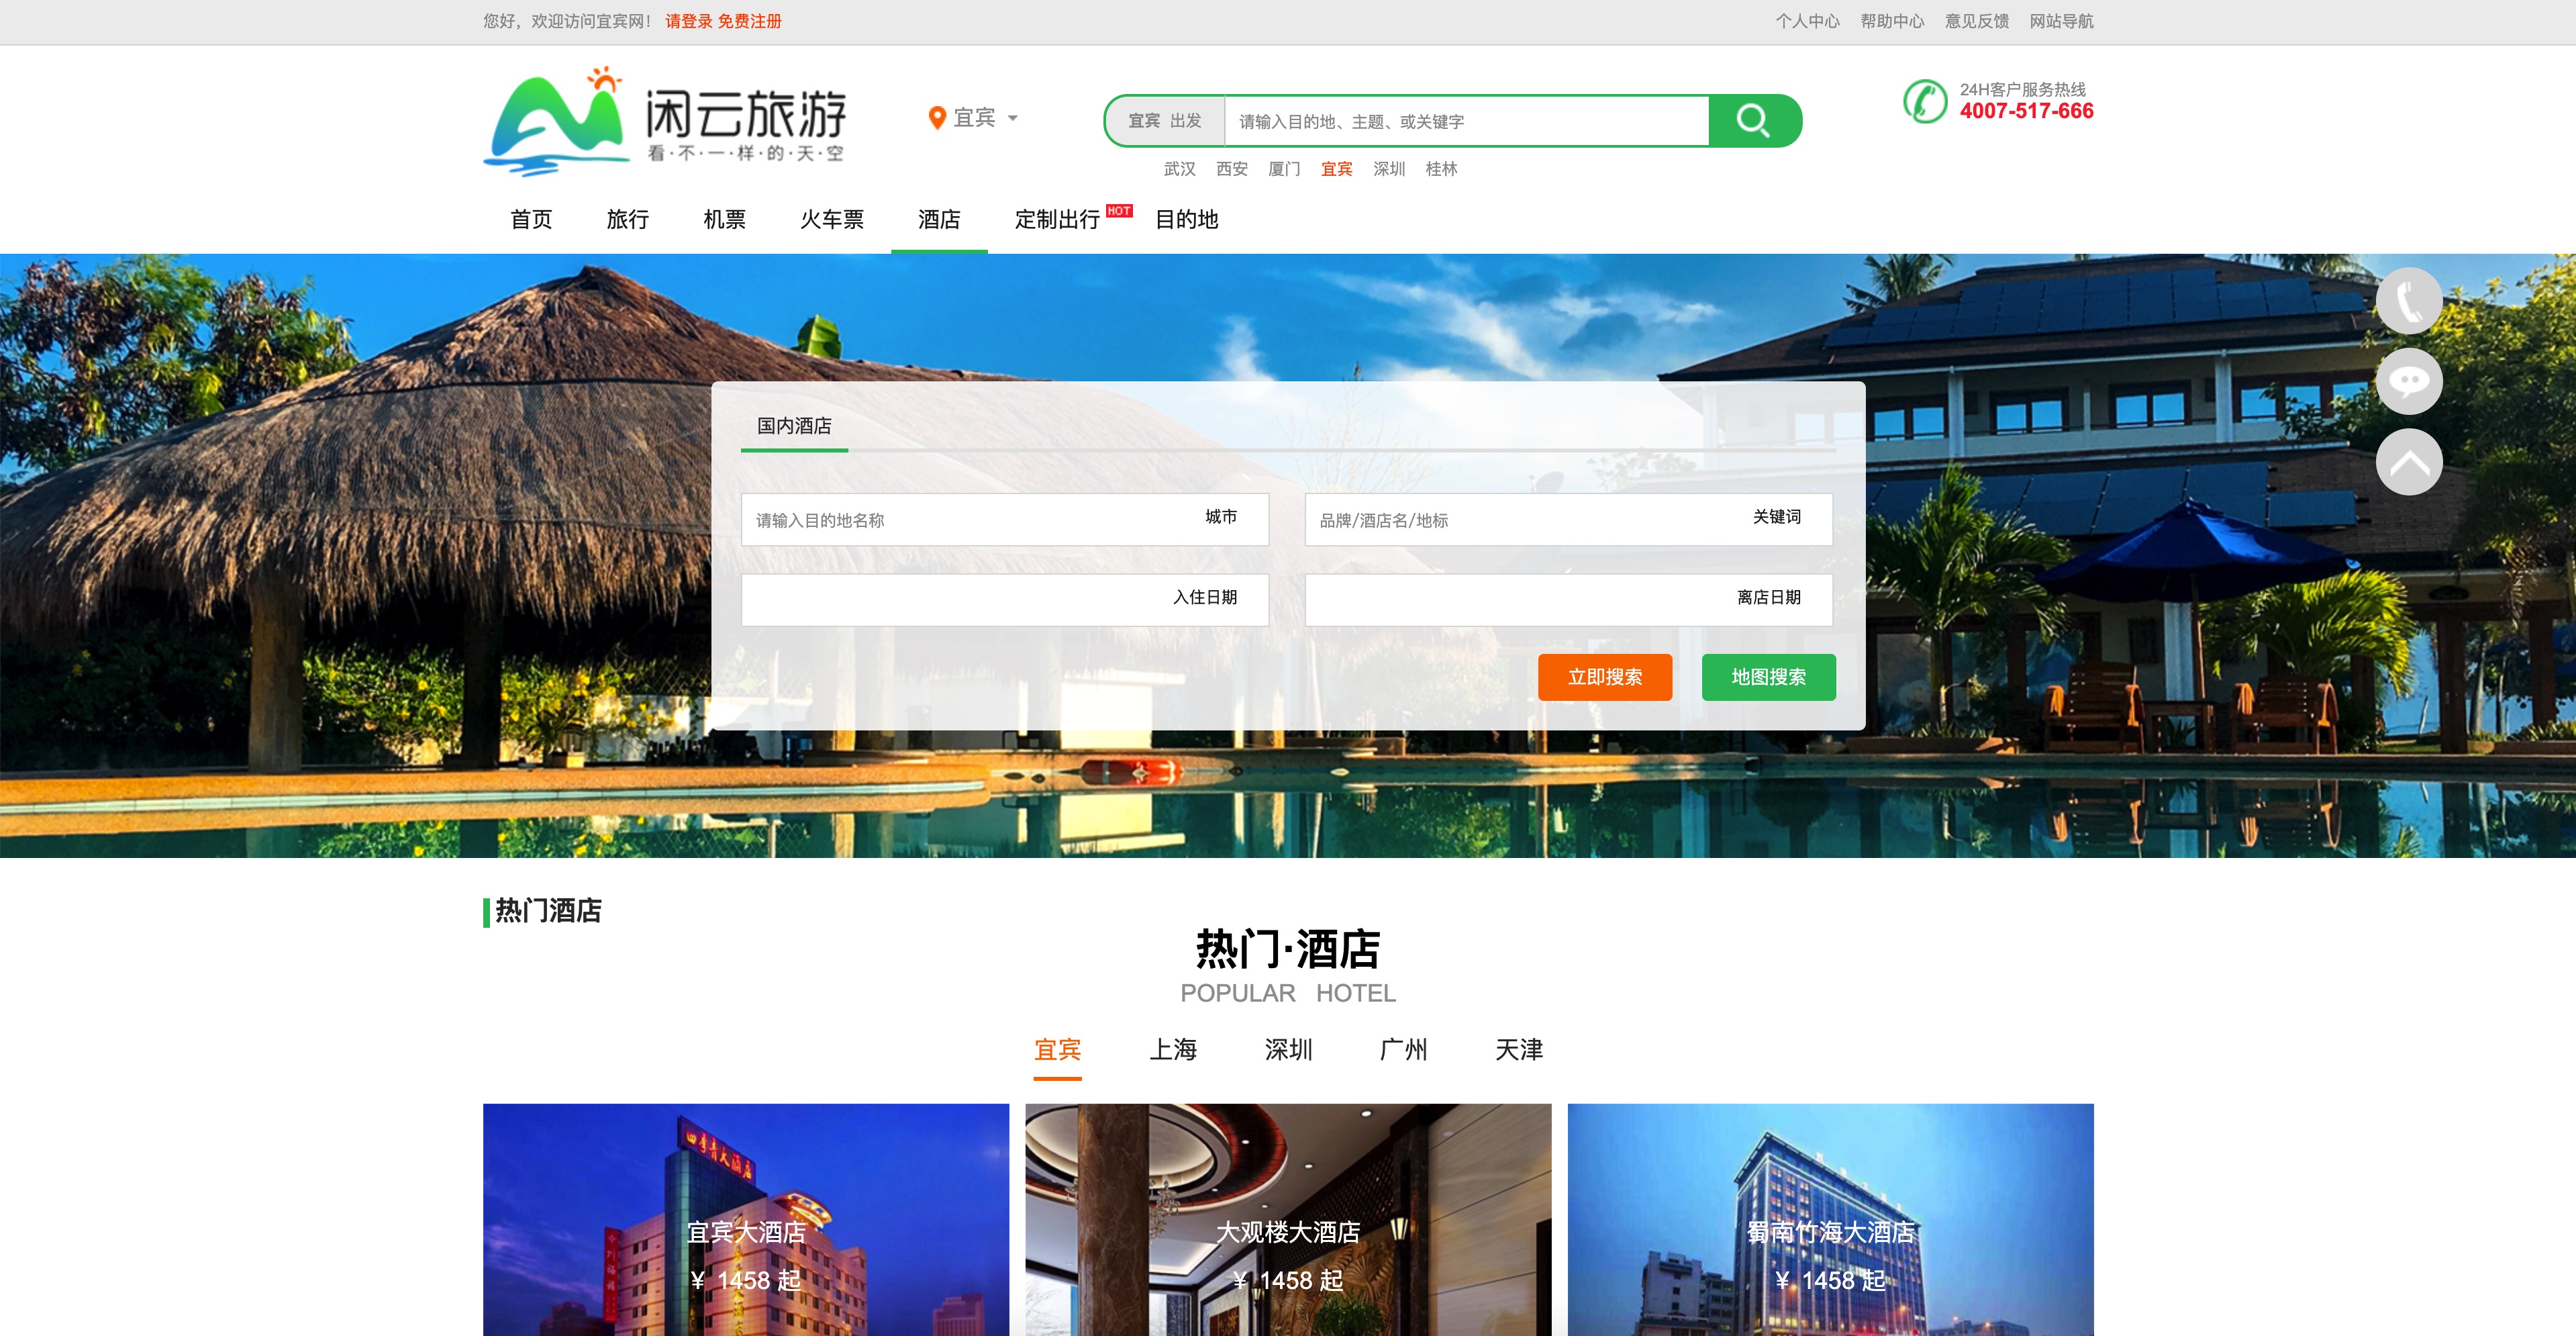 您好，欢迎访问宜宾网！ 请登录 免费注册
个人中心 帮助中心 意见反馈 网站导航
闲云旅游
看·不·一·样·的·天·空
宜宾
宜宾 出发 请输入目的地、主题、或关键字
24H客户服务热线
4007-517-666
武汉 西安 厦门 宜宾 深圳 桂林
首页 旅行 机票 火车票 酒店 定制出行 HOT 目的地
国内酒店
请输入目的地名称 城市 品牌/酒店名/地标 关键词
入住日期 离店日期
立即搜索 地图搜索
热门酒店
热门·酒店
POPULAR HOTEL
宜宾 上海 深圳 广州 天津
四季青大酒店
宜宾大酒店 大观楼大酒店 蜀南竹海大酒店
¥ 1458 起 ¥ 1458 起 ¥ 1458 起